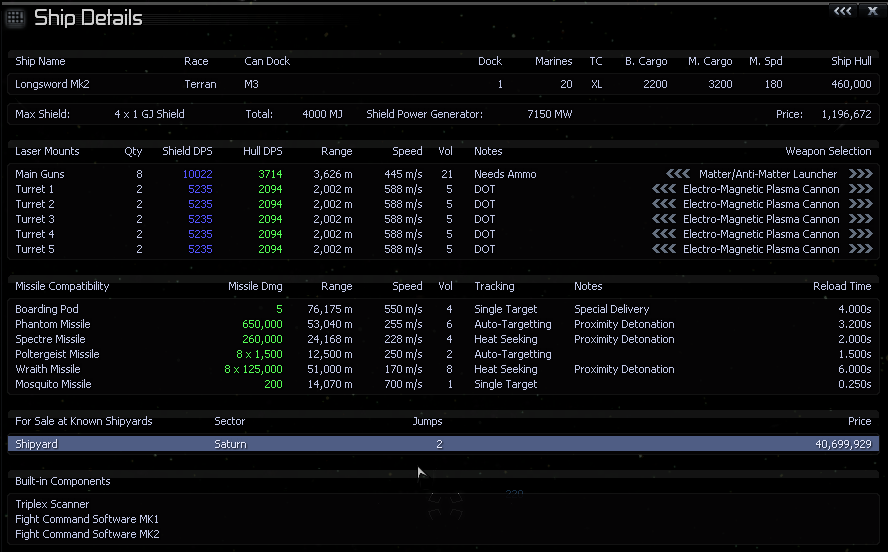 Ship Details
Ship Name Race Can Dock Dock Marines TC B. Cargo M. Cargo M. Spd Ship Hull
Longsword Mk2 Terran M3 1 20 XL 2200 3200 180 460,000
Max Shield: 4 x 1 GJ Shield Total: 4000 MJ Shield Power Generator: 7150 MW Price: 1,196,672
Laser Mounts Qty Shield DPS Hull DPS Range Speed Vol Notes Weapon Selection
Main Guns 8 10022 3714 3,626 m 445 m/s 21 Needs Ammo Matter/Anti-Matter Launcher
Turret 1 2 5235 2094 2,002 m 588 m/s 5 DOT Electro-Magnetic Plasma Cannon
Turret 2 2 5235 2094 2,002 m 588 m/s 5 DOT Electro-Magnetic Plasma Cannon
Turret 3 2 5235 2094 2,002 m 588 m/s 5 DOT Electro-Magnetic Plasma Cannon
Turret 4 2 5235 2094 2,002 m 588 m/s 5 DOT Electro-Magnetic Plasma Cannon
Turret 5 2 5235 2094 2,002 m 588 m/s 5 DOT Electro-Magnetic Plasma Cannon
Missile Compatibility Missile Dmg Range Speed Vol Tracking Notes Reload Time
Boarding Pod 5 76,175 m 550 m/s 4 Single Target Special Delivery 4.000s
Phantom Missile 650,000 53,040 m 255 m/s 6 Auto-Targetting Proximity Detonation 3.200s
Spectre Missile 260,000 24,168 m 228 m/s 4 Heat Seeking Proximity Detonation 2.000s
Poltergeist Missile 8 x 1,500 12,500 m 250 m/s 2 Auto-Targetting 1.500s
Wraith Missile 8 x 125,000 51,000 m 170 m/s 8 Heat Seeking Proximity Detonation 6.000s
Mosquito Missile 200 14,070 m 700 m/s 1 Single Target 0.250s
For Sale at Known Shipyards Sector Jumps Price
Shipyard Saturn 2 40,699,929
Built-in Components
Triplex Scanner
Fight Command Software MK1
Fight Command Software MK2